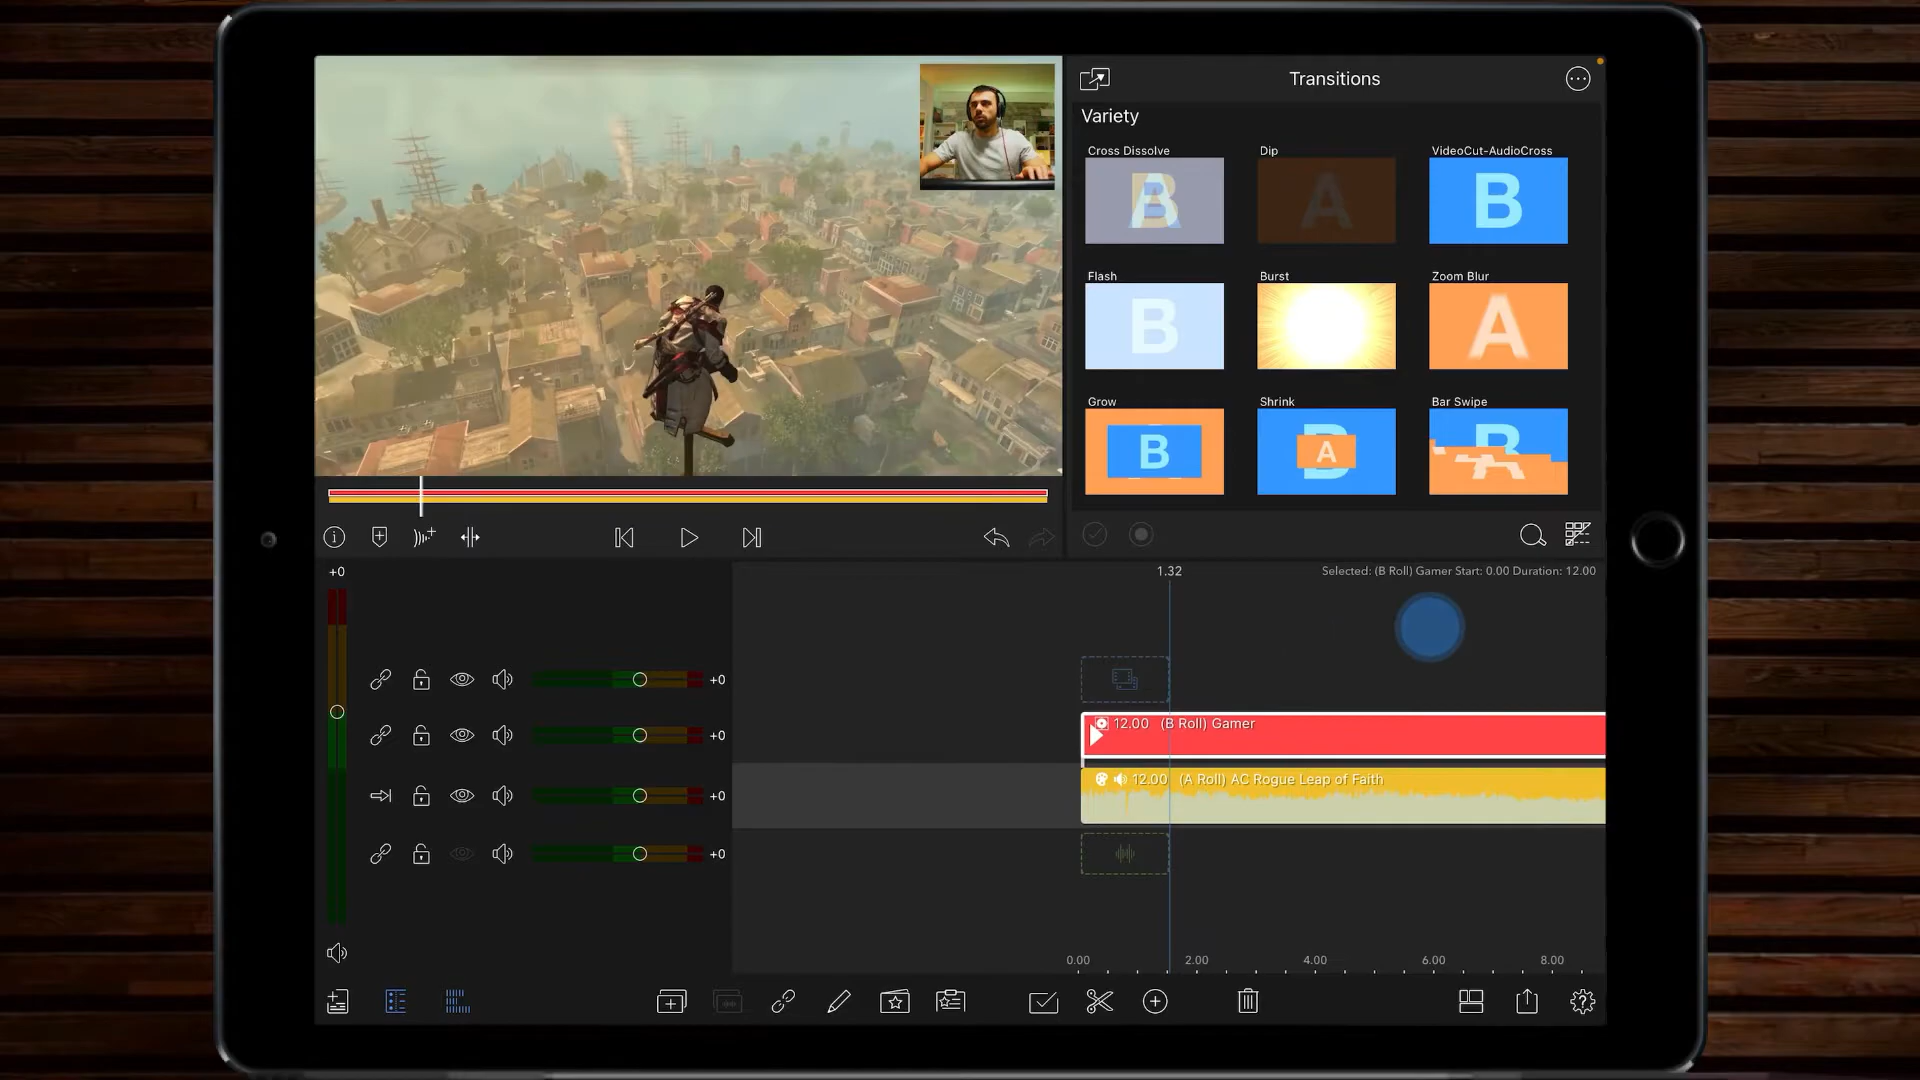 Transitions
Variety
Cross Dissolve
Dip
VideoCut-AudioCross
B
A
B
Flash
Burst
Zoom Blur
B
A
Grow
Shrink
Bar Swipe
B
B
A
B
A
+0
1.32
Selected: (B Roll) Gamer Start: 0.00 Duration: 12.00
+0
12.00 (B Roll) Gamer
+0
12.00 (A Roll) AC Rogue Leap of Faith
+0
+0
0.00 2.00 4.00 6.00 8.00